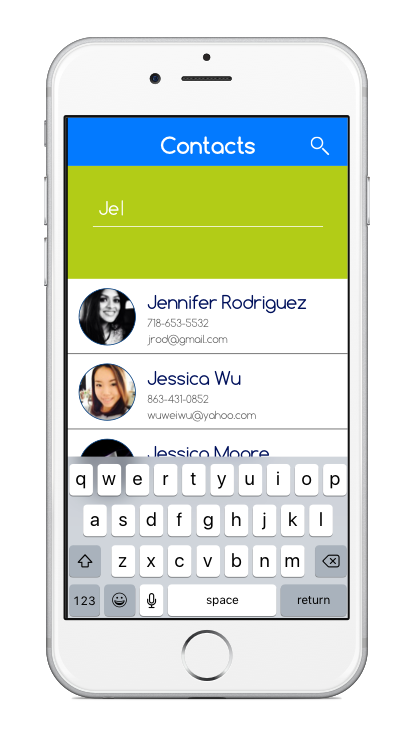 Contacts
Je
Jennifer Rodriguez
718-653-5532
jrod@gmail.com
Jessica Wu
863-431-0852
wuweiwu@yahoo.com
Jessica Moore
q w e r t y u i o p
a s d f g h j k l
z x c v b n m
123 space return